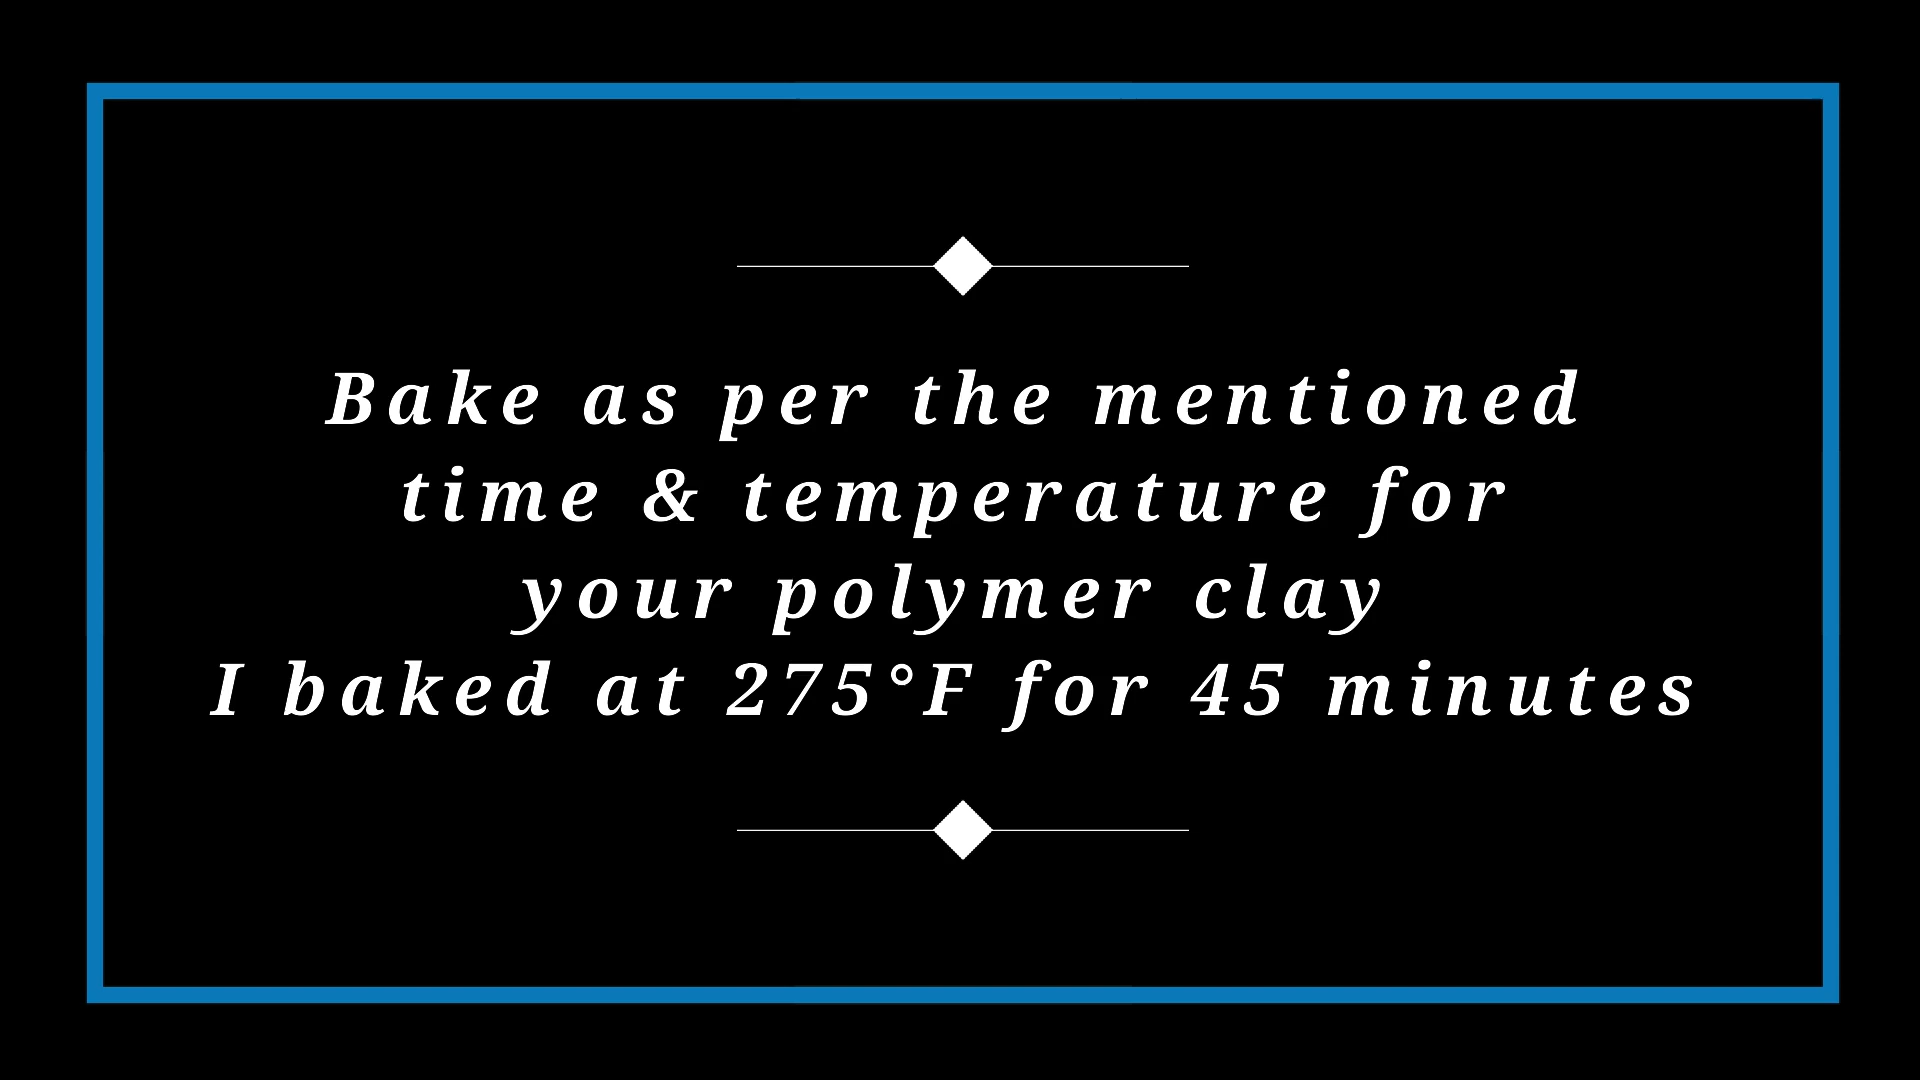 Bake as per the mentioned
time & temperature for
your polymer clay
I baked at 275°F for 45 minutes